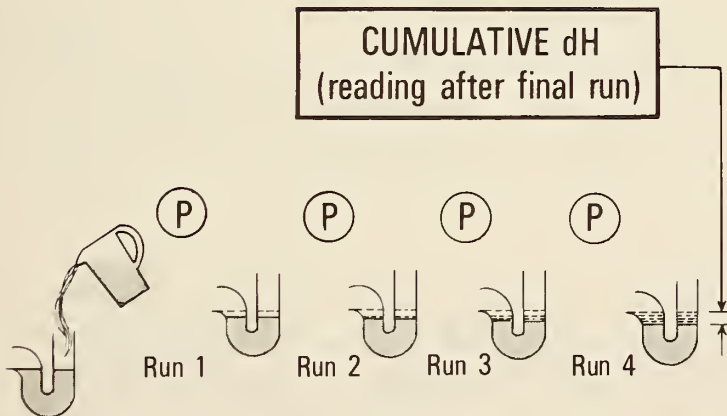 CUMULATIVE dH
(reading after final run)
P P P P
Run 1 Run 2 Run 3 Run 4